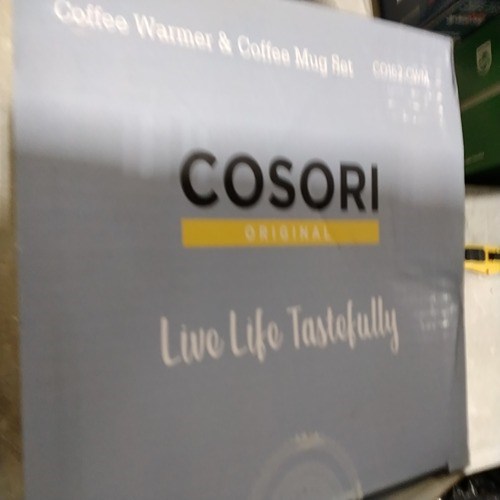 Coffee Warmer & Coffee Mug Set
COSORI
ORIGINAL
Live Life Tastefully